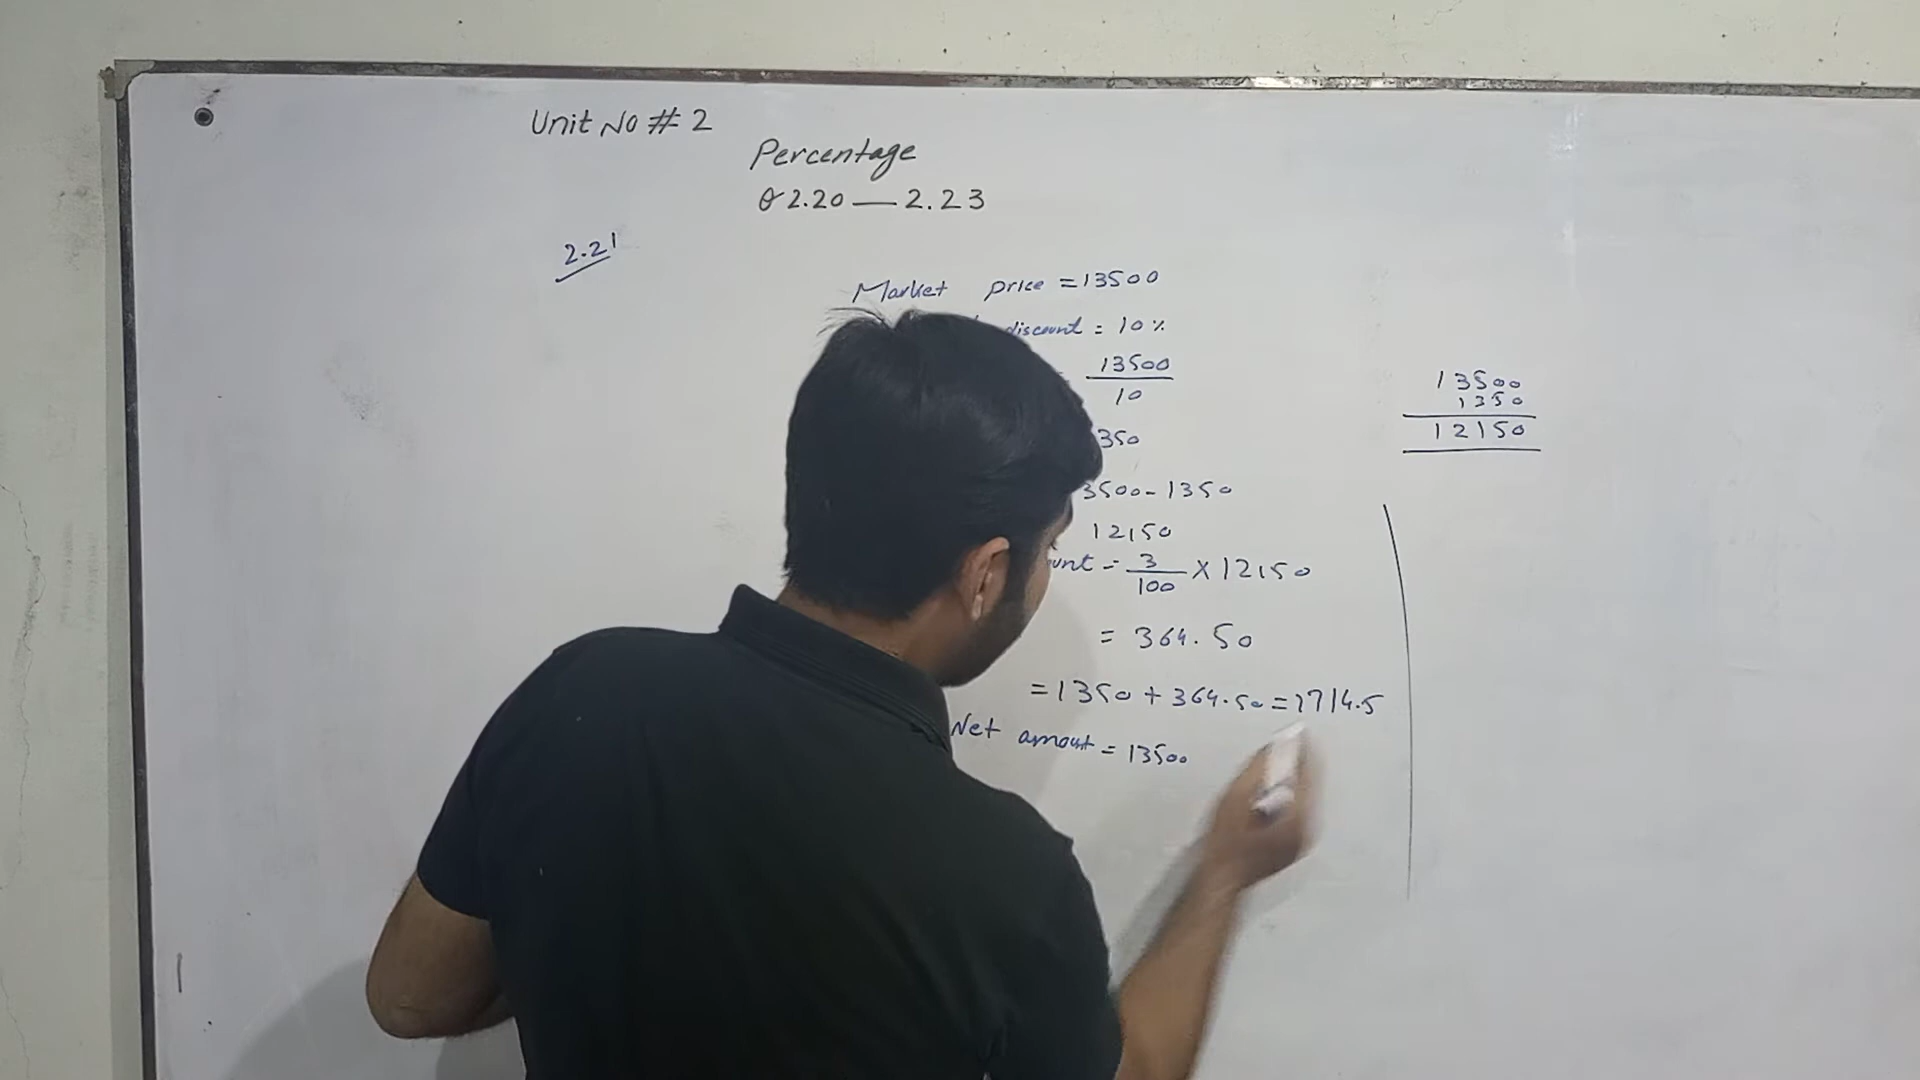 Unit No # 2
Percentage
Q 2.20 — 2.23
2.21
Market price = 13500
discount = 10 %
13500
10
350
3500 - 1350
12150
unt = 3/100 X 12150
= 364.50
= 1350 + 364.50 = 1714.5
Net amout = 13500
13500
1350
12150